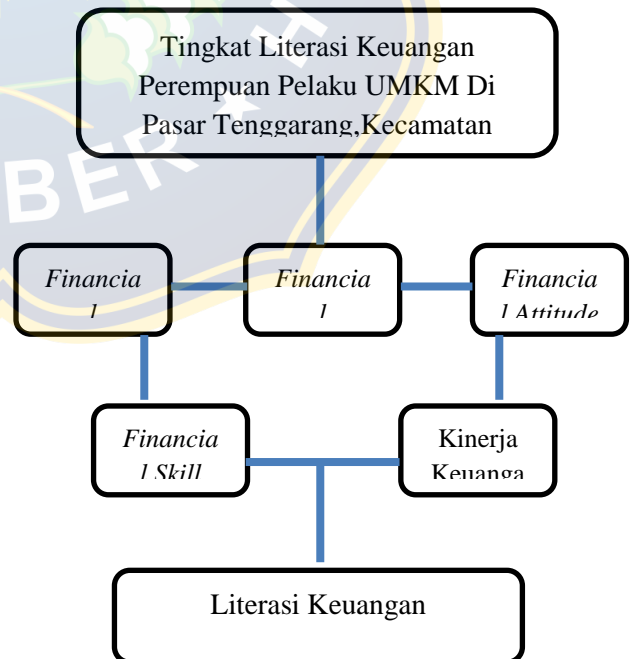 Tingkat Literasi Keuangan
Perempuan Pelaku UMKM Di
Pasar Tenggarang,Kecamatan
BER
H
Financia
l
Financia
l
Financia
l Attitude
Financia
l Skill
Kinerja
Keuanga
Literasi Keuangan